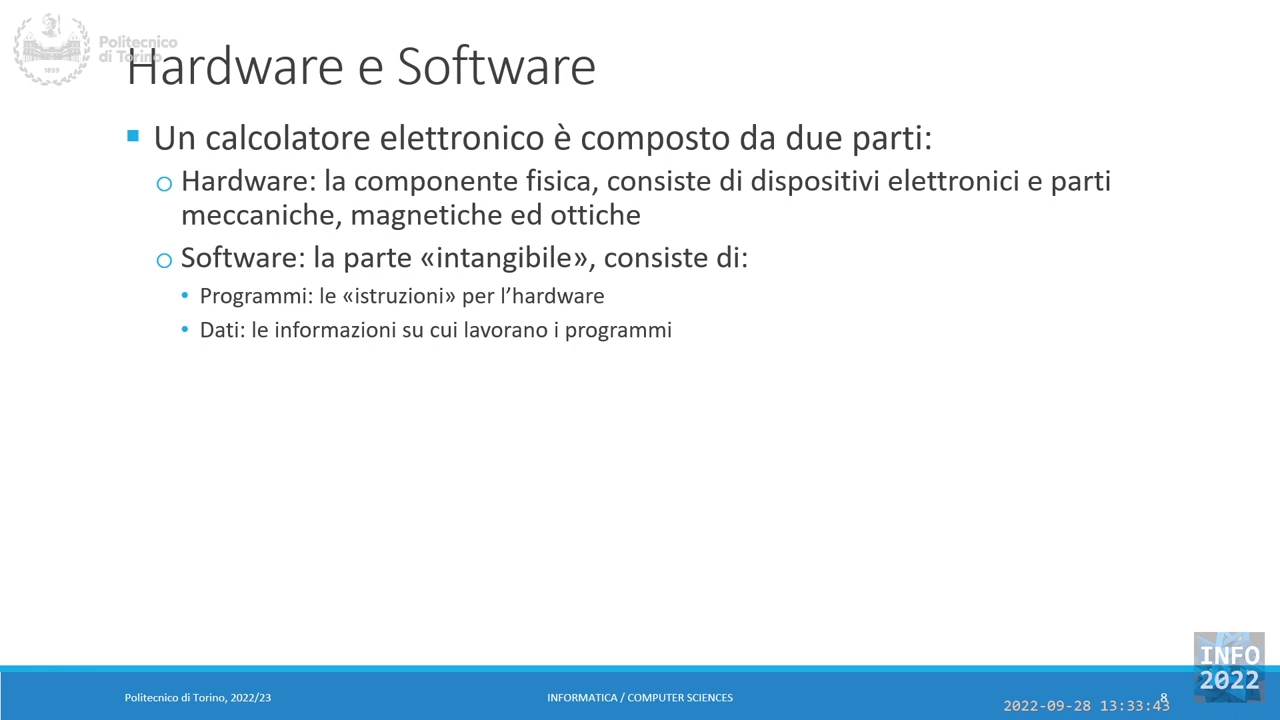 Politecnico
di Torino
1859
Hardware e Software
Un calcolatore elettronico è composto da due parti:
Hardware: la componente fisica, consiste di dispositivi elettronici e parti
meccaniche, magnetiche ed ottiche
Software: la parte «intangibile», consiste di:
Programmi: le «istruzioni» per l’hardware
Dati: le informazioni su cui lavorano i programmi
INFO
2022
Politecnico di Torino, 2022/23
INFORMATICA / COMPUTER SCIENCES
8
2022-09-28 13:33:43